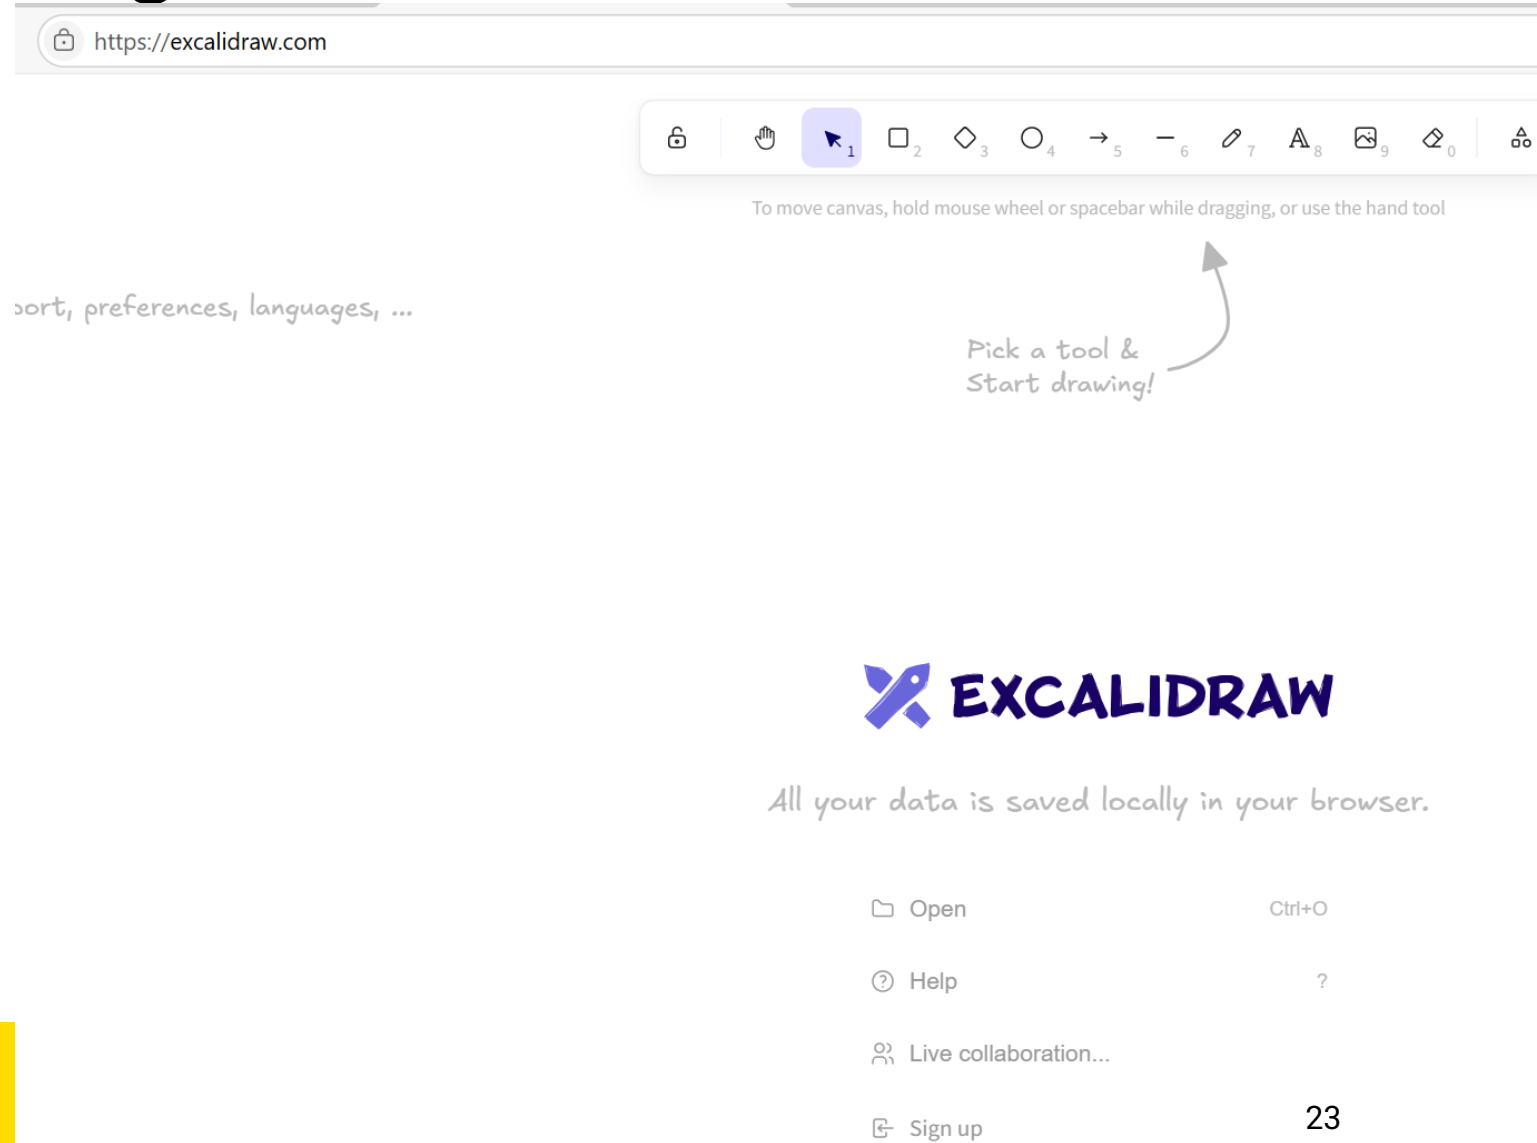 https://excalidraw.com
1 2 3 4 5 6 7 8 9 0
To move canvas, hold mouse wheel or spacebar while dragging, or use the hand tool
port, preferences, languages, ...
Pick a tool &
Start drawing!
EXCALIDRAW
All your data is saved locally in your browser.
Open Ctrl+O
Help ?
Live collaboration...
Sign up
23